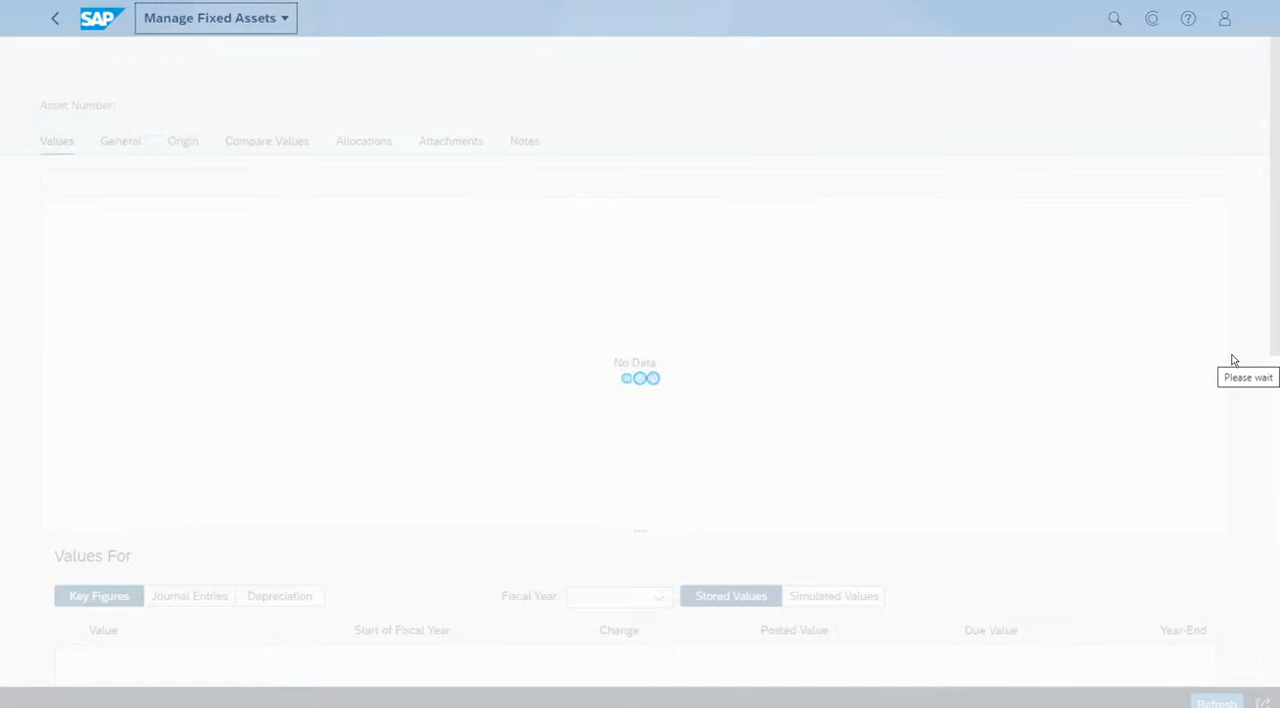 SAP Manage Fixed Assets
Asset Number:
Values General Origin Compare Values Allocations Attachments Notes
No Data
Please wait
Values For
Key Figures Journal Entries Depreciation Fiscal Year: Stored Values Simulated Values
Value Start of Fiscal Year Change Posted Value Due Value Year-End
Refresh